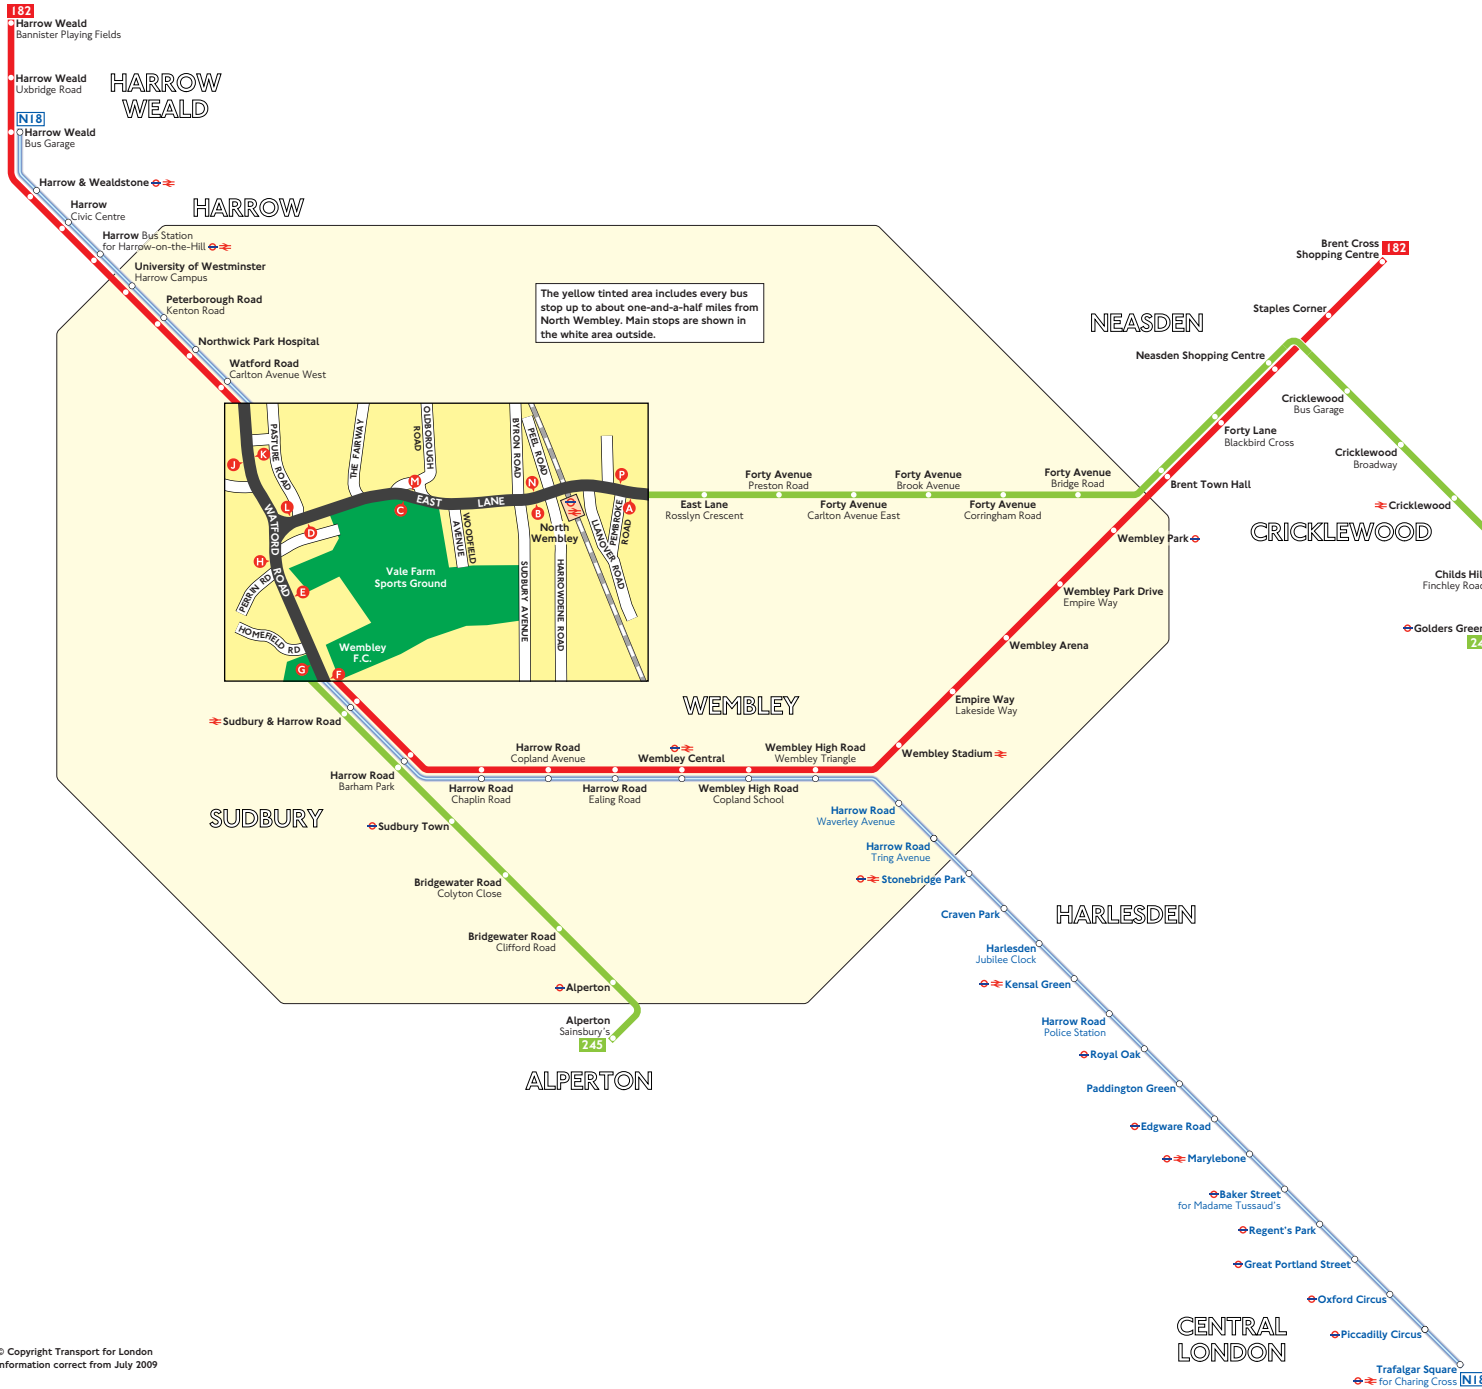 182
Harrow Weald
Bannister Playing Fields
Harrow Weald
Uxbridge Road
HARROW
WEALD
N18
Harrow Weald
Bus Garage
Harrow & Wealdstone
Harrow
Civic Centre
HARROW
Harrow Bus Station
for Harrow-on-the-Hill
University of Westminster
Harrow Campus
Peterborough Road
Kenton Road
Northwick Park Hospital
Watford Road
Carlton Avenue West
The yellow tinted area includes every bus
stop up to about one-and-a-half miles from
North Wembley. Main stops are shown in
the white area outside.
Brent Cross
Shopping Centre
182
Staples Corner
NEASDEN
Neasden Shopping Centre
Cricklewood
Bus Garage
Forty Lane
Blackbird Cross
Cricklewood
Broadway
Brent Town Hall
Cricklewood
CRICKLEWOOD
Wembley Park
Childs Hil
Finchley Road
Golders Green
24
Wembley Park Drive
Empire Way
Wembley Arena
Empire Way
Lakeside Way
Wembley Stadium
Forty Avenue
Preston Road
Forty Avenue
Brook Avenue
Forty Avenue
Bridge Road
East Lane
Rosslyn Crescent
Forty Avenue
Carlton Avenue East
Forty Avenue
Corringham Road
PASTURE ROAD
THE FAIRWAY
OLDBOROUGH
ROAD
BYRON ROAD
PEEL ROAD
J
K
L
M
N
P
EAST LANE
C
B
A
D
WATFORD ROAD
WOODFIELD
AVENUE
North
Wembley
LLANOVER ROAD
PEMBROKE
ROAD
H
E
PERRIN RD
Vale Farm
Sports Ground
SUDBURY AVENUE
HARROWDENE ROAD
HOMEFIELD RD
Wembley
F.C.
G
F
WEMBLEY
Sudbury & Harrow Road
Harrow Road
Copland Avenue
Wembley Central
Wembley High Road
Wembley Triangle
Harrow Road
Barham Park
Harrow Road
Chaplin Road
Harrow Road
Ealing Road
Wembley High Road
Copland School
SUDBURY
Sudbury Town
Bridgewater Road
Colyton Close
Bridgewater Road
Clifford Road
Alperton
Alperton
Sainsbury's
245
ALPERTON
Harrow Road
Waverley Avenue
Harrow Road
Tring Avenue
Stonebridge Park
Craven Park
HARLESDEN
Harlesden
Jubilee Clock
Kensal Green
Harrow Road
Police Station
Royal Oak
Paddington Green
Edgware Road
Marylebone
Baker Street
for Madame Tussaud's
Regent's Park
Great Portland Street
Oxford Circus
CENTRAL
LONDON
Piccadilly Circus
Trafalgar Square
for Charing Cross
N18
© Copyright Transport for London
nformation correct from July 2009